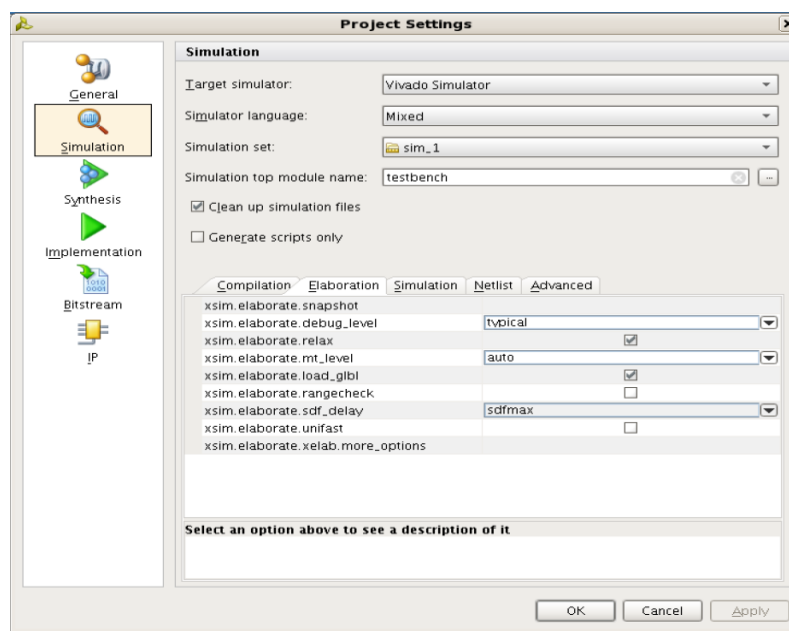 Project Settings
General
Simulation
Synthesis
Implementation
Bitstream
IP
Simulation
Target simulator: Vivado Simulator
Simulator language: Mixed
Simulation set: sim_1
Simulation top module name: testbench ...
Clean up simulation files
Generate scripts only
Compilation Elaboration Simulation Netlist Advanced
xsim.elaborate.snapshot
xsim.elaborate.debug_level typical
xsim.elaborate.relax
xsim.elaborate.mt_level auto
xsim.elaborate.load_glbl
xsim.elaborate.rangecheck
xsim.elaborate.sdf_delay sdfmax
xsim.elaborate.unifast
xsim.elaborate.xelab.more_options
Select an option above to see a description of it
OK Cancel Apply